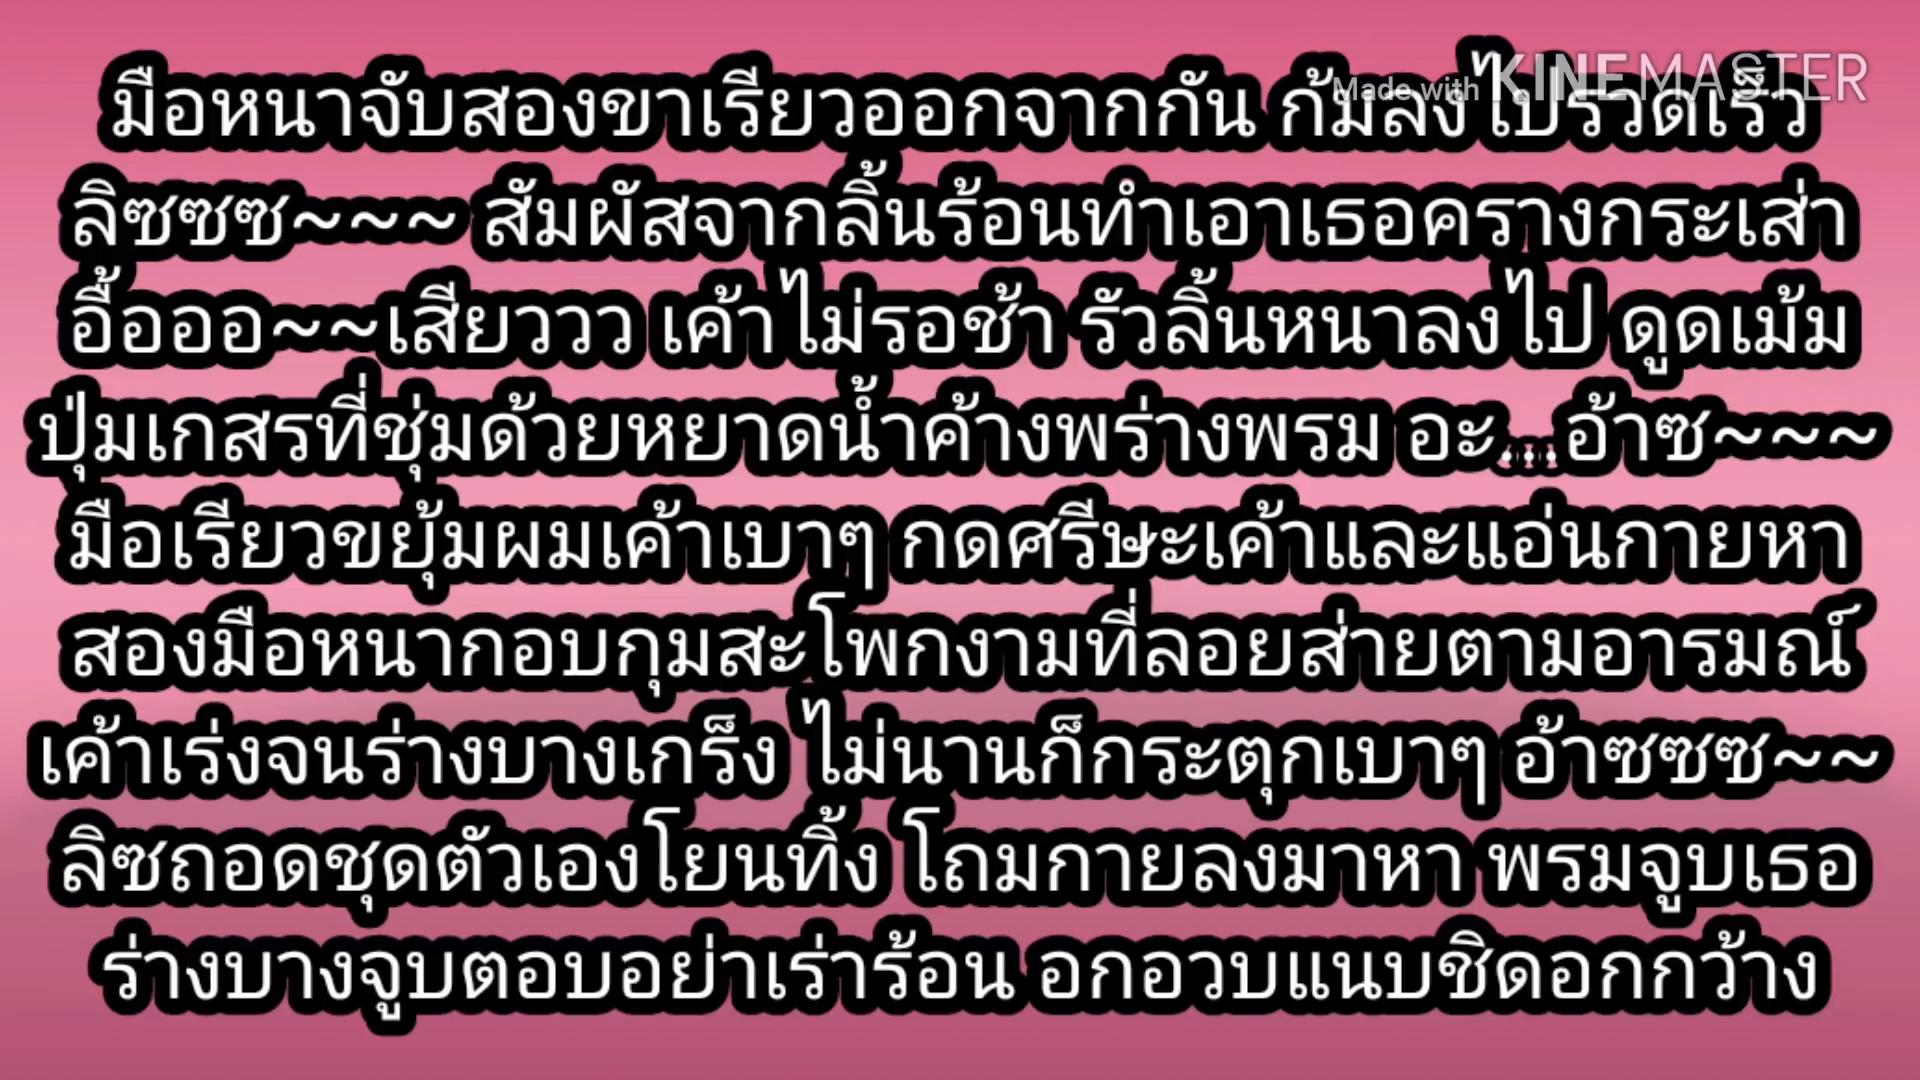 Made with KINEMASTER
มือหนาจับสองขาเรียวออกจากกัน ก้มลงไปรวดเร็ว
ลิซซซ~~~ สัมผัสจากลิ้นร้อนทำเอาเธอครางกระเส่า
อื้อออ~~เสียววว เค้าไม่รอช้า รัวลิ้นหนาลงไป ดูดเม้ม
ปุ่มเกสรที่ชุ่มด้วยหยาดน้ำค้างพร่างพรม อะ...อ้าซ~~~
มือเรียวขยุ้มผมเค้าเบาๆ กดศรีษะเค้าและแอ่นกายหา
สองมือหนากอบกุมสะโพกงามที่ลอยส่ายตามอารมณ์
เค้าเร่งจนร่างบางเกร็ง ไม่นานก็กระตุกเบาๆ อ้าซซซ~~
ลิซถอดชุดตัวเองโยนทิ้ง โถมกายลงมาหา พรมจูบเธอ
ร่างบางจูบตอบอย่าเร่าร้อน อกอวบแนบชิดอกกว้าง